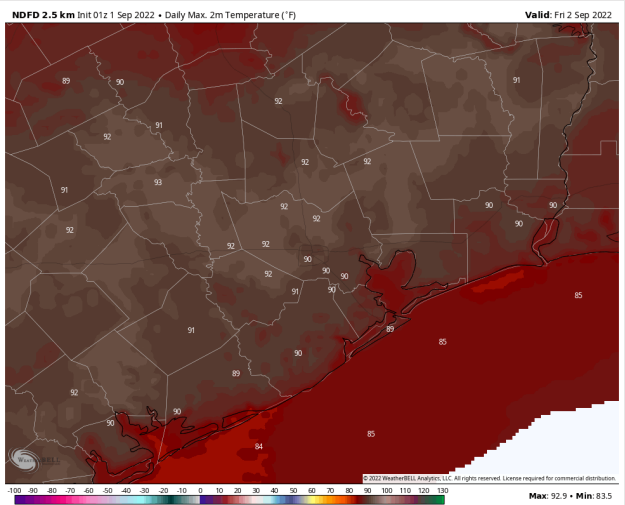 NDFD 2.5 km Init 01z 1 Sep 2022 • Daily Max. 2m Temperature (°F)
Valid: Fri 2 Sep 2022
89 90 91
92
91
92
92 92
93
91
92 90 90
92 90
92
92 92
90
92 90 90
91 90 85
91 89
85
90
89
92
90
90
85
84
WeatherBELL
© 2022 WeatherBELL Analytics, LLC. All rights reserved. License required for commercial distribution.
-100 -90 -80 -70 -60 -50 -40 -30 -20 -10 0 10 20 30 40 50 60 70 80 90 100 110 120 130
Max: 92.9 • Min: 83.5